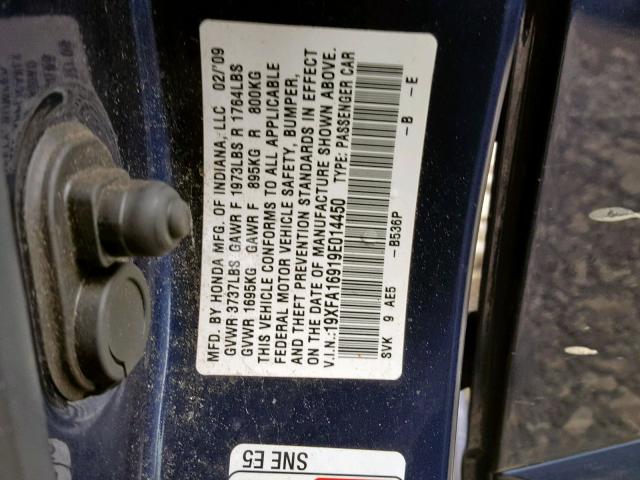 MFD. BY HONDA MFG. OF INDIANA, LLC 02/'09
GVWR 3737LBS GAWR F 1973LBS R 1764LBS
GVWR 1695KG GAWR F 895KG R 800KG
THIS VEHICLE CONFORMS TO ALL APPLICABLE
FEDERAL MOTOR VEHICLE SAFETY, BUMPER,
AND THEFT PREVENTION STANDARDS IN EFFECT
ON THE DATE OF MANUFACTURE SHOWN ABOVE.
V.I.N.:19XFA16919E014450 TYPE: PASSENGER CAR
SVK 9 AE5 -B536P -B -E
SNE E5